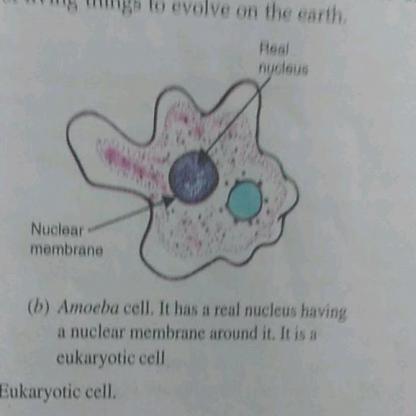 living things to evolve on the earth.
Real
nucleus
Nuclear
membrane
(b) Amoeba cell. It has a real nucleus having
a nuclear membrane around it. It is a
eukaryotic cell
Eukaryotic cell.